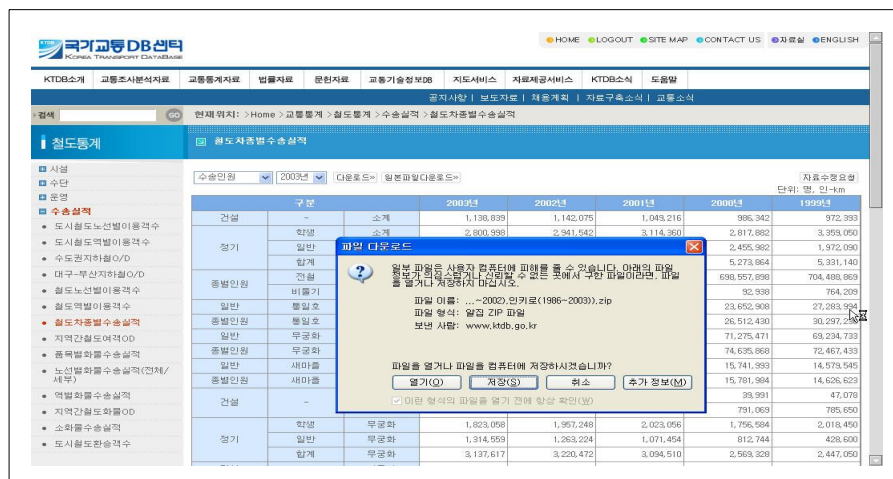 HOME LOGOUT SITE MAP CONTACT US 자료실 ENGLISH
국가교통DB센터
KOREA TRANSPORT DATABASE
KTDB소개 교통조사분석자료 교통통계자료 법률자료 문헌자료 교통기술정보DB 지도서비스 자료제공서비스 KTDB소식 도움말
공지사항 | 보도자료 | 채용계획 | 자료구축소식 | 교통소식
검색 GO 현재위치: >Home >교통통계 >철도통계 >수송실적 >철도차종별수송실적
철도통계
철도차종별수송실적
시설
수단
운영
수송실적
도시철도노선별이용객수
도시철도역별이용객수
수도권지하철O/D
대구-부산지하철O/D
철도노선별이용객수
철도역별이용객수
철도차종별수송실적
지역간철도여객OD
품목별화물수송실적
노선별화물수송실적(전체/
세부)
역별화물수송실적
지역간철도화물OD
소화물수송실적
도시철도환승객수
수송인원 2003년 다운로드» 일본파일다운로드» 자료수정요청
단위: 명, 인-km
구분 2003년 2002년 2001년 2000년 1999년
건설 - 소계 1,138,839 1,142,075 1,049,216 986,342 972,393
정기 학생 소계 2,800,998 2,941,542 3,114,360 2,817,882 3,359,050
일반 2,455,982 1,972,090
합계 5,273,864 5,331,140
종별인원 전철 698,557,898 704,488,869
비둘기 92,938 764,209
일반 통일호 23,652,908 27,283,994
종별인원 통일호 26,512,430
일반 무궁화 71,275,471 69,234,733
종별인원 무궁화 74,635,868 72,467,433
일반 새마을 15,741,993 14,579,545
종별인원 새마을 15,781,984 14,626,623
건설 - 39,991 47,078
791,069 785,650
정기 학생 무궁화 1,823,058 1,957,248 2,023,056 1,756,584 2,018,450
일반 무궁화 1,314,559 1,263,224 1,071,454 812,744 428,600
합계 무궁화 3,137,617 3,220,472 3,094,510 2,569,328 2,447,050
파일 다운로드
일부 파일은 사용자 컴퓨터에 피해를 줄 수 있습니다. 아래의 파일
정보가 의심스럽거나 신뢰할 수 없는 곳에서 구한 파일이라면, 파일
을 열거나 저장하지 마십시오.
파일 이름: ...~2002),인키로(1986~2003)),zip
파일 형식: 알집 ZIP 파일
보낸 사람: www.ktdb.go.kr
파일을 열거나 파일을 컴퓨터에 저장하시겠습니까?
열기(O) 저장(S) 취소 추가 정보(M)
이런 형식의 파일을 열기 전에 항상 확인(W)